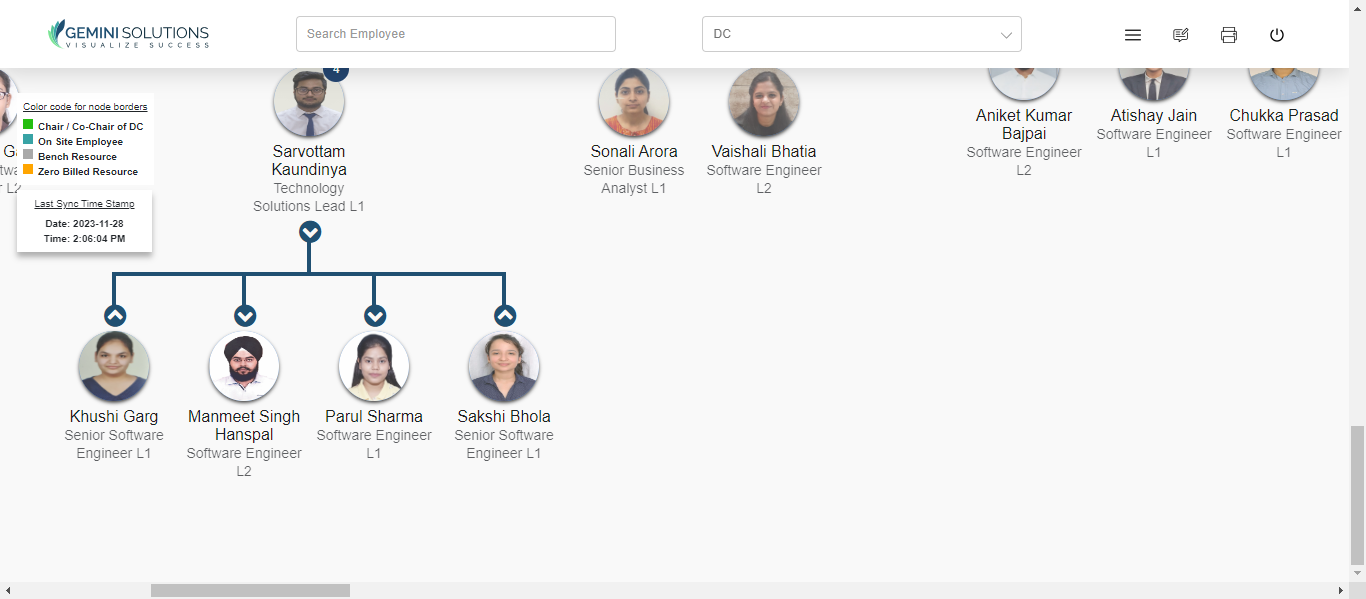 GEMINI SOLUTIONS
VISUALIZE SUCCESS
Search Employee
DC
4
Color code for node borders
Chair / Co-Chair of DC
On Site Employee
Bench Resource
Zero Billed Resource
Last Sync Time Stamp
Date: 2023-11-28
Time: 2:06:04 PM
L2
Sarvottam
Kaundinya
Technology
Solutions Lead L1
Sonali Arora
Senior Business
Analyst L1
Vaishali Bhatia
Software Engineer
L2
Aniket Kumar
Bajpai
Software Engineer
L2
Atishay Jain
Software Engineer
L1
Chukka Prasad
Software Engineer
L1
Khushi Garg
Senior Software
Engineer L1
Manmeet Singh
Hanspal
Software Engineer
L2
Parul Sharma
Software Engineer
L1
Sakshi Bhola
Senior Software
Engineer L1